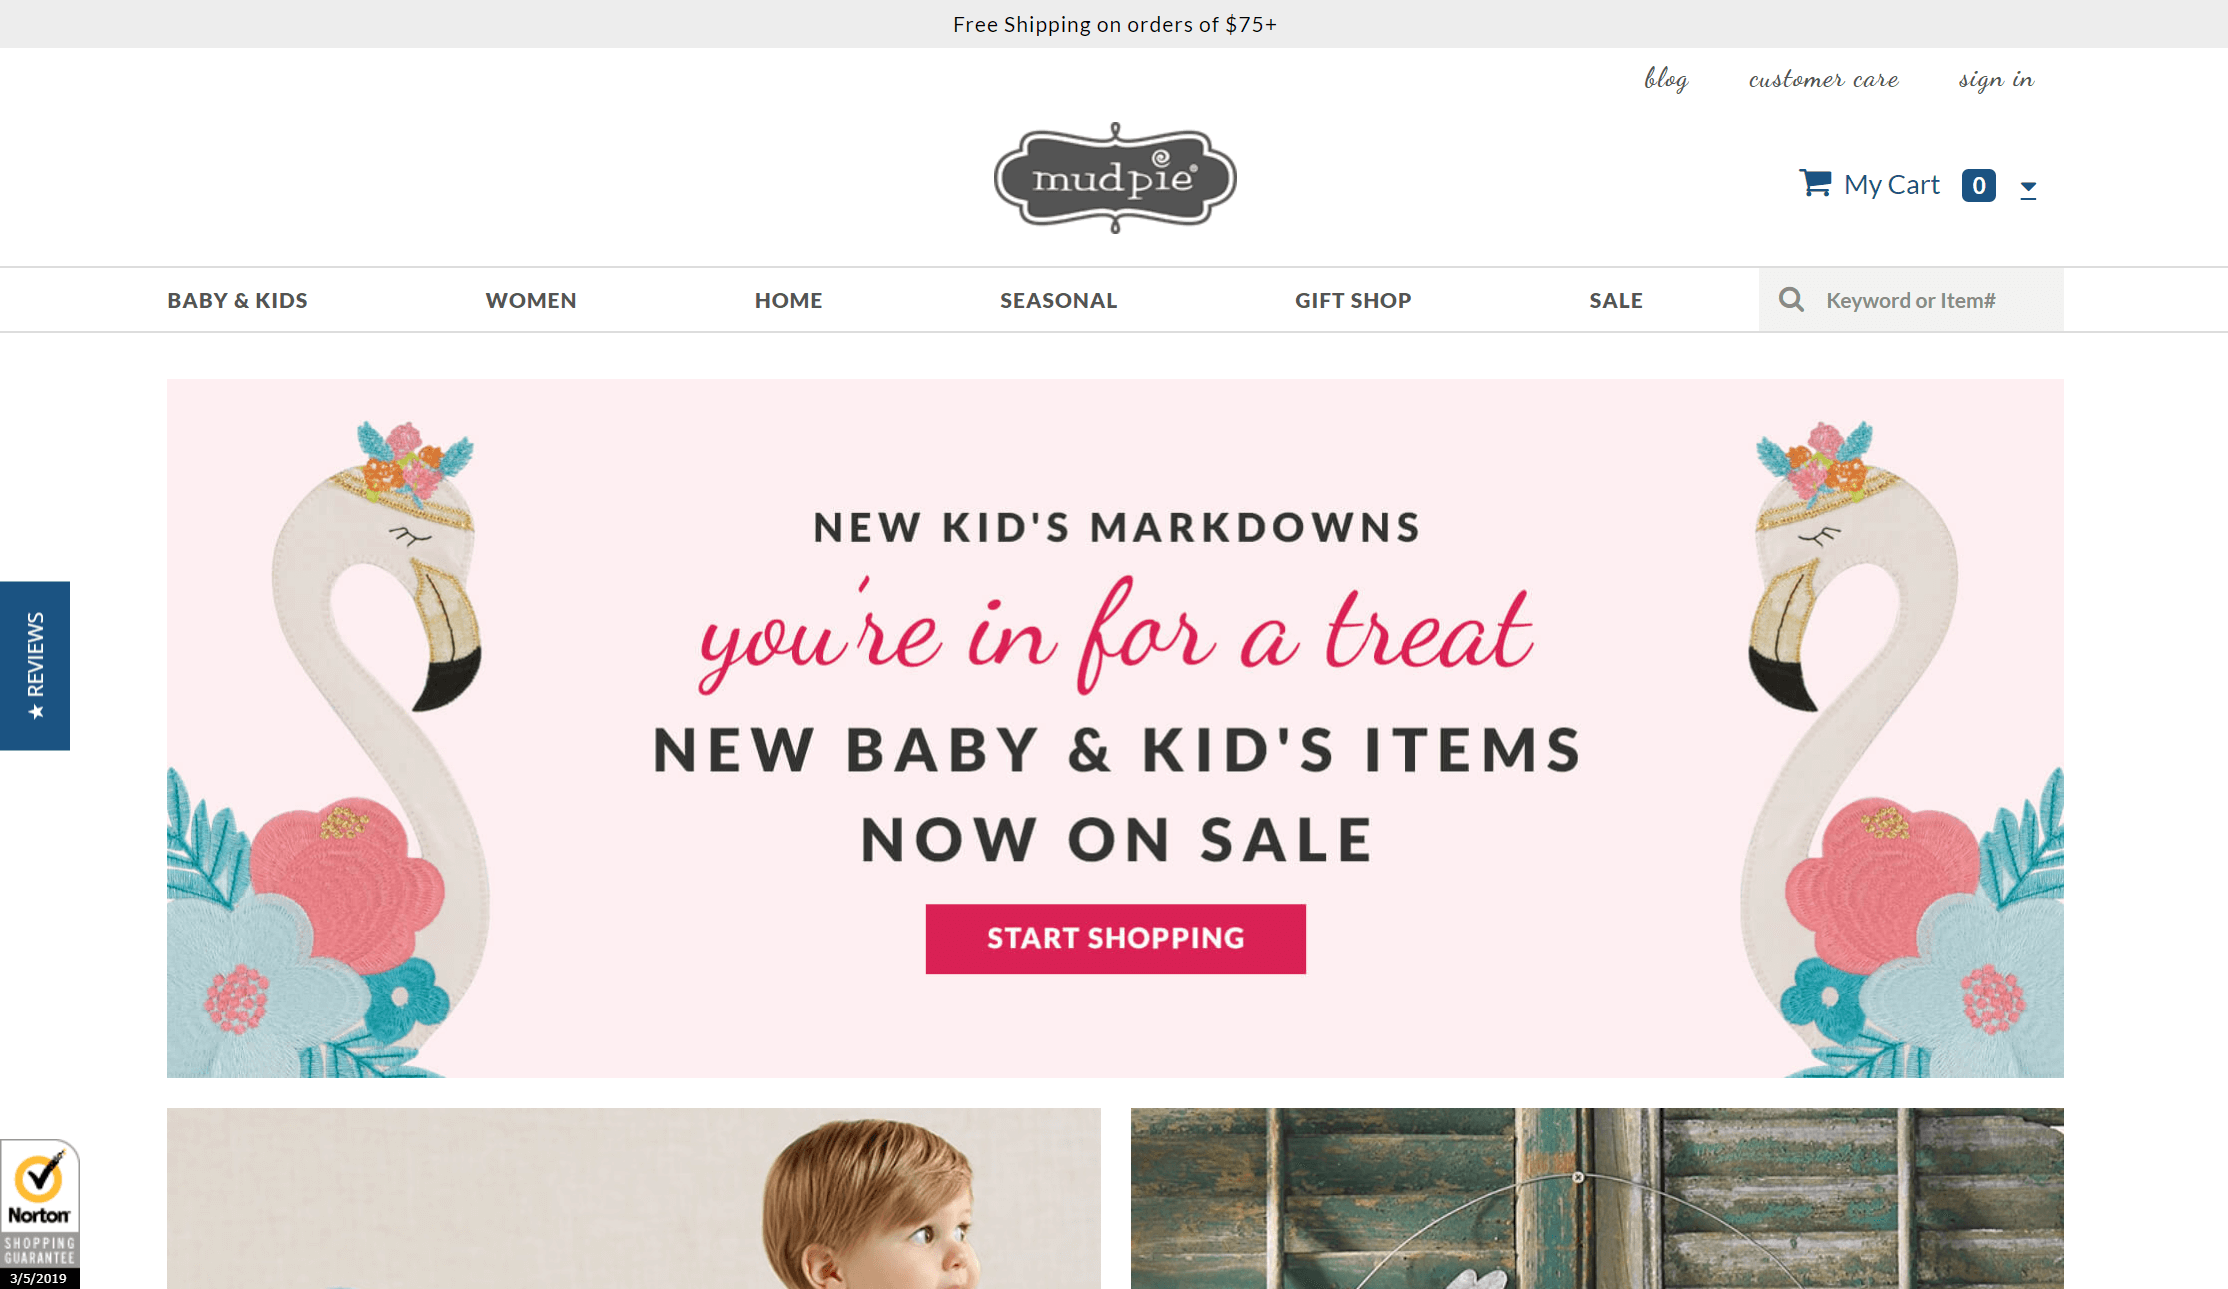 Free Shipping on orders of $75+
blog customer care sign in
mudpie®
My Cart 0
BABY & KIDS WOMEN HOME SEASONAL GIFT SHOP SALE Keyword or Item#
NEW KID'S MARKDOWNS
you're in for a treat
NEW BABY & KID'S ITEMS
NOW ON SALE
START SHOPPING
★ REVIEWS
Norton
SHOPPING
GUARANTEE
3/5/2019